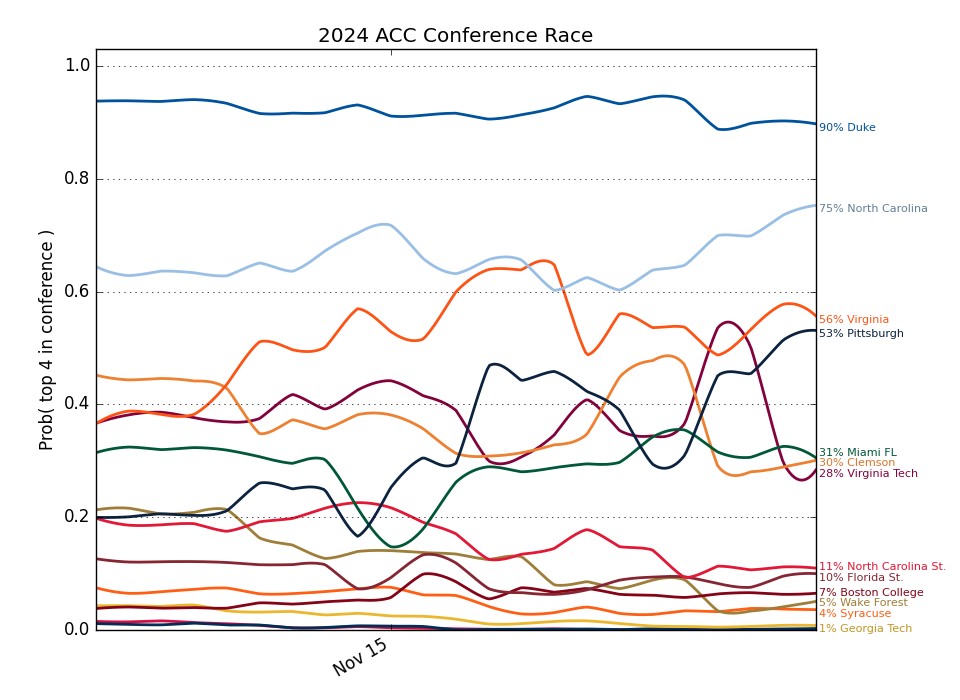 2024 ACC Conference Race
1.0
0.8
0.6
0.4
0.2
0.0
Prob( top 4 in conference )
Nov 15
90% Duke
75% North Carolina
56% Virginia
53% Pittsburgh
31% Miami FL
30% Clemson
28% Virginia Tech
11% North Carolina St.
10% Florida St.
7% Boston College
5% Wake Forest
4% Syracuse
1% Georgia Tech